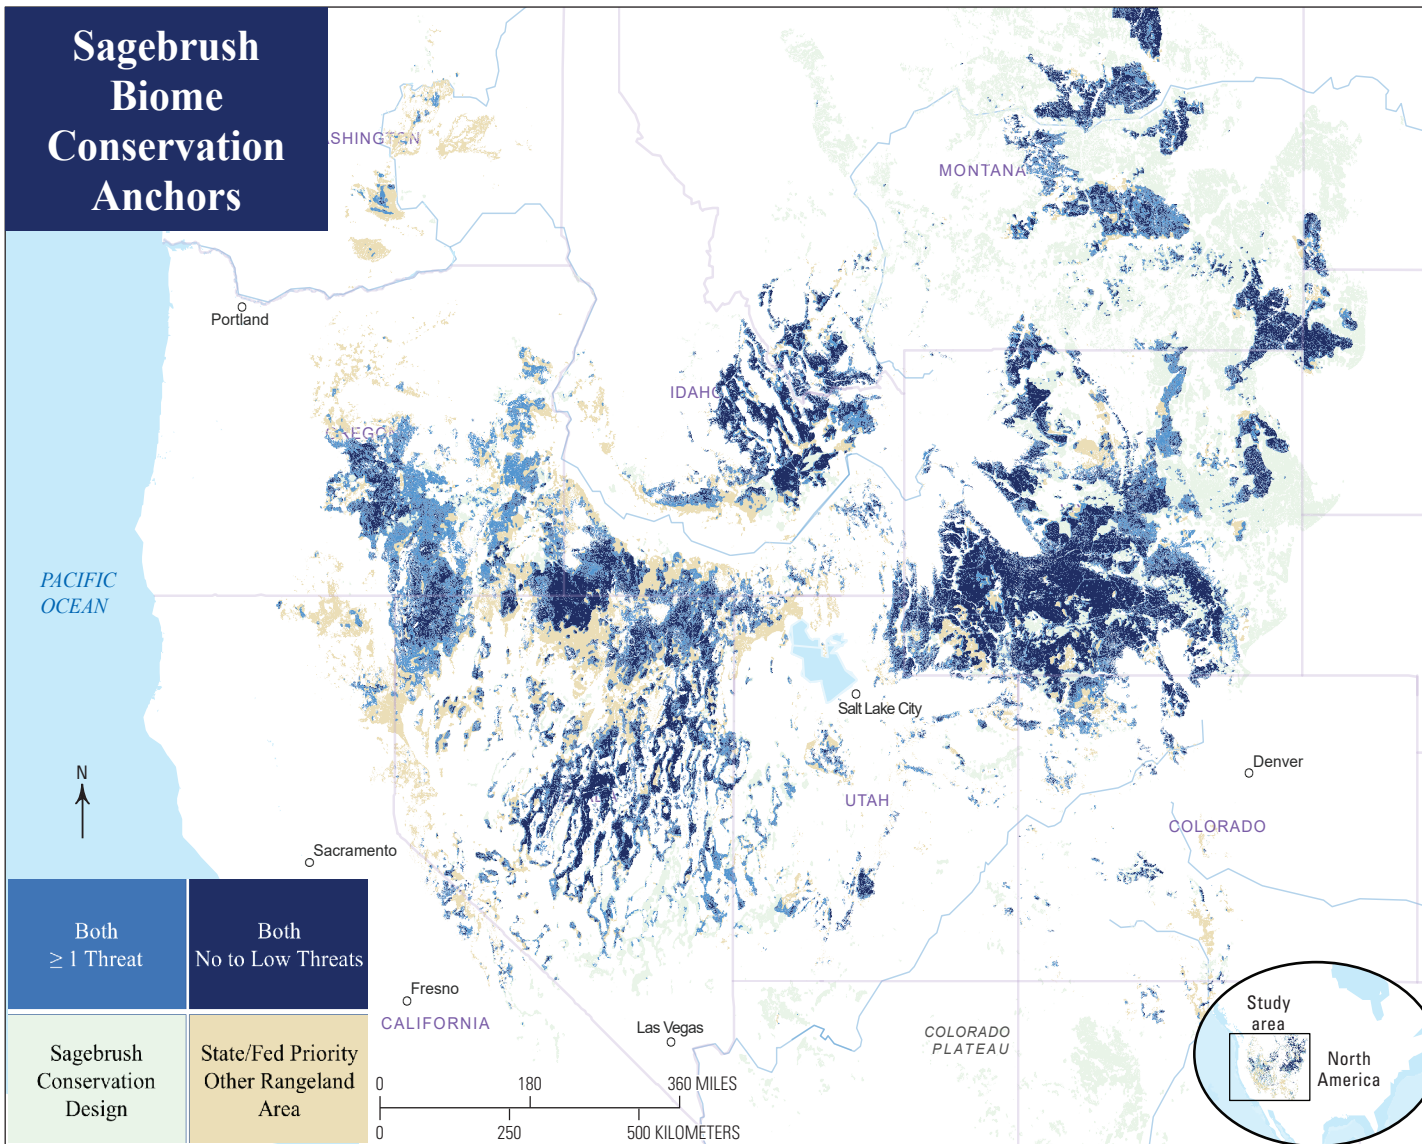 Sagebrush
Biome
Conservation
Anchors
ASHINGTON
MONTANA
Portland
IDAHO
EGO
PACIFIC
OCEAN
Salt Lake City
N
Denver
UTAH
COLORADO
Sacramento
Both
≥ 1 Threat
Both
No to Low Threats
Fresno
CALIFORNIA
Las Vegas
COLORADO
PLATEAU
Study
area
North
America
Sagebrush
Conservation
Design
State/Fed Priority
Other Rangeland
Area
0 180 360 MILES
0 250 500 KILOMETERS